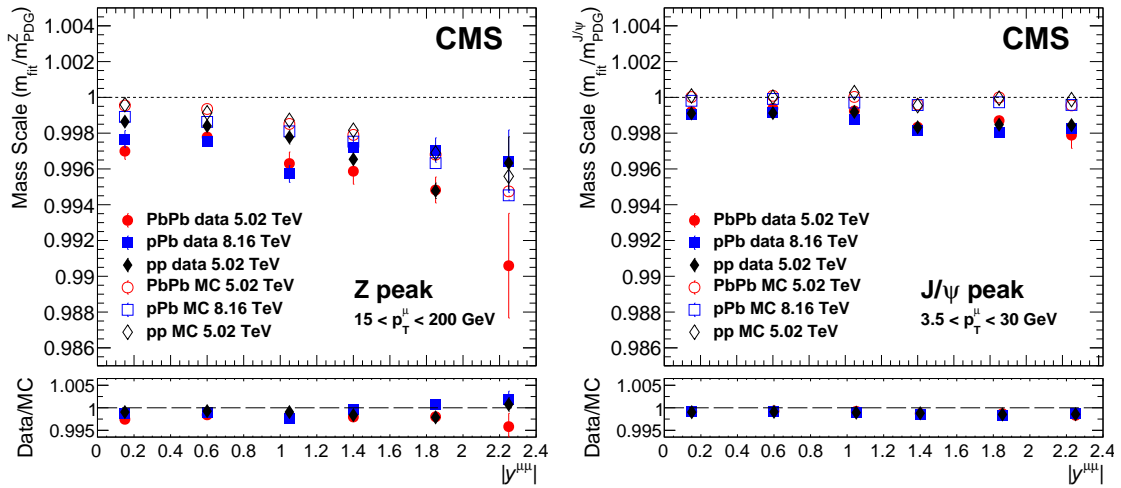 CMS
Mass Scale (m_fit/m^Z_PDG)
1.004
1.002
1
0.998
0.996
0.994
0.992
0.99
0.988
0.986
PbPb data 5.02 TeV
pPb data 8.16 TeV
pp data 5.02 TeV
PbPb MC 5.02 TeV
pPb MC 8.16 TeV
pp MC 5.02 TeV
Z peak
15 < p_T^μ < 200 GeV
Data/MC
1.005
1
0.995
0 0.2 0.4 0.6 0.8 1 1.2 1.4 1.6 1.8 2 2.2 2.4
|y^μμ|
CMS
Mass Scale (m_fit/m^J/ψ_PDG)
1.004
1.002
1
0.998
0.996
0.994
0.992
0.99
0.988
0.986
PbPb data 5.02 TeV
pPb data 8.16 TeV
pp data 5.02 TeV
PbPb MC 5.02 TeV
pPb MC 8.16 TeV
pp MC 5.02 TeV
J/ψ peak
3.5 < p_T^μ < 30 GeV
Data/MC
1.005
1
0.995
0 0.2 0.4 0.6 0.8 1 1.2 1.4 1.6 1.8 2 2.2 2.4
|y^μμ|